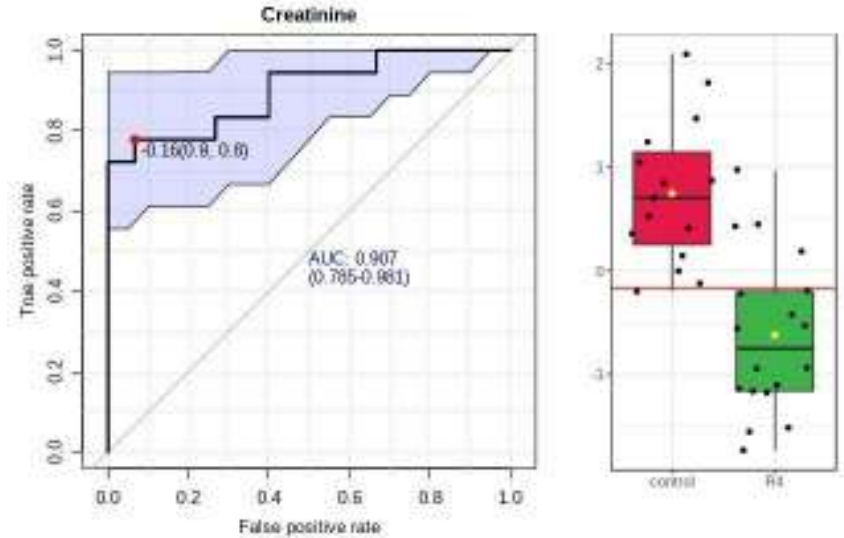 Creatinine
1.0
0.8
0.6
0.4
0.2
0.0
True positive rate
-0.16(0.9, 0.8)
AUC: 0.907
(0.785-0.981)
0.0 0.2 0.4 0.6 0.8 1.0
False positive rate
2
1
0
-1
control R4